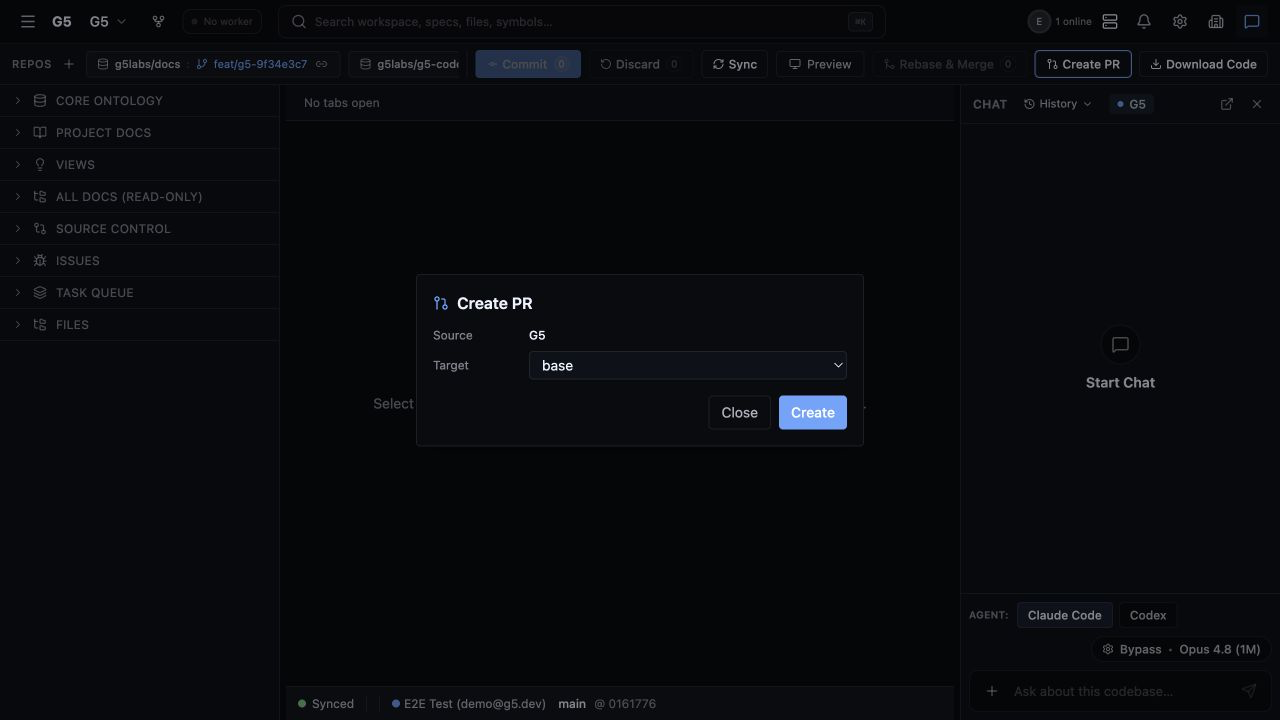 G5 G5 No worker Search workspace, specs, files, symbols... ⌘K E 1 online
REPOS + g5labs/docs : feat/g5-9f34e3c7 g5labs/g5-code Commit 0 Discard 0 Sync Preview Rebase & Merge 0 Create PR Download Code
CORE ONTOLOGY
PROJECT DOCS
VIEWS
ALL DOCS (READ-ONLY)
SOURCE CONTROL
ISSUES
TASK QUEUE
FILES
No tabs open
Select
Create PR
Source G5
Target base
Close Create
CHAT History G5
Start Chat
AGENT: Claude Code Codex
Bypass • Opus 4.8 (1M)
Ask about this codebase...
Synced E2E Test (demo@g5.dev) main @ 0161776